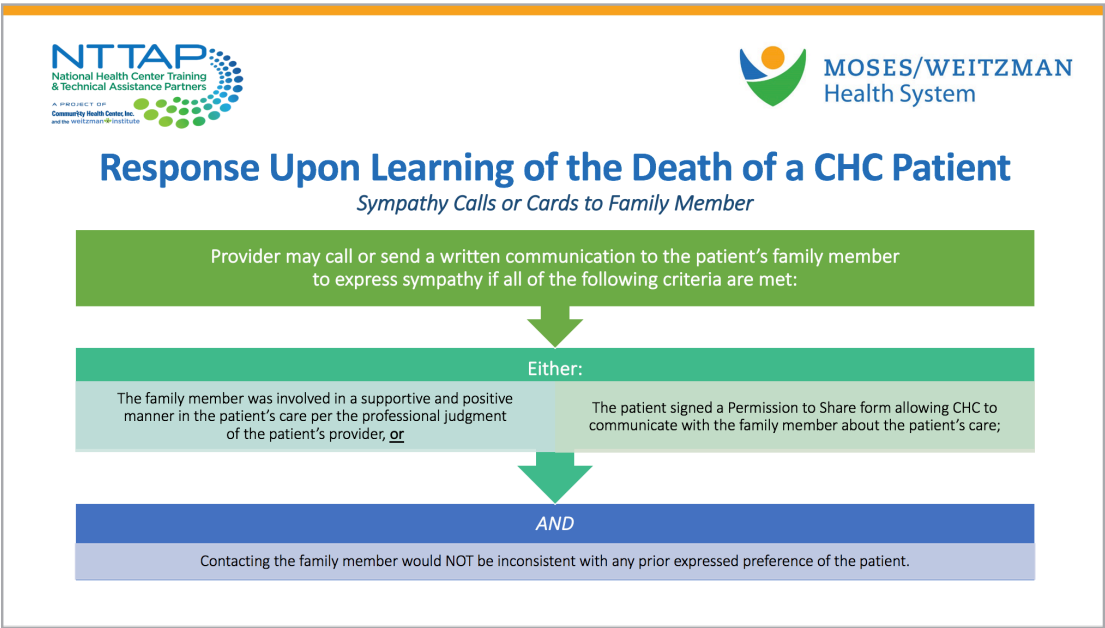 NTTAP
National Health Center Training
& Technical Assistance Partners
A PROJECT OF
Community Health Center, Inc.
and the weitzman institute
MOSES/WEITZMAN
Health System
Response Upon Learning of the Death of a CHC Patient
Sympathy Calls or Cards to Family Member
Provider may call or send a written communication to the patient’s family member
to express sympathy if all of the following criteria are met:
Either:
The family member was involved in a supportive and positive
manner in the patient’s care per the professional judgment
of the patient’s provider, or
The patient signed a Permission to Share form allowing CHC to
communicate with the family member about the patient’s care;
AND
Contacting the family member would NOT be inconsistent with any prior expressed preference of the patient.